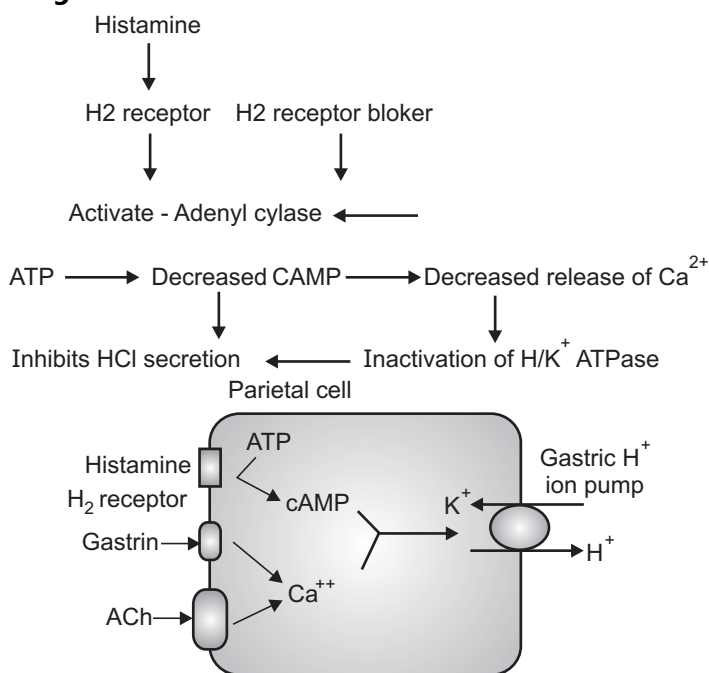 Histamine
H2 receptor H2 receptor bloker
Activate - Adenyl cylase
ATP Decreased CAMP Decreased release of Ca2+
Inhibits HCl secretion Inactivation of H/K+ ATPase
Parietal cell
ATP
Histamine
H2 receptor
cAMP
Gastrin
Ca++
ACh
K+
Gastric H+
ion pump
H+